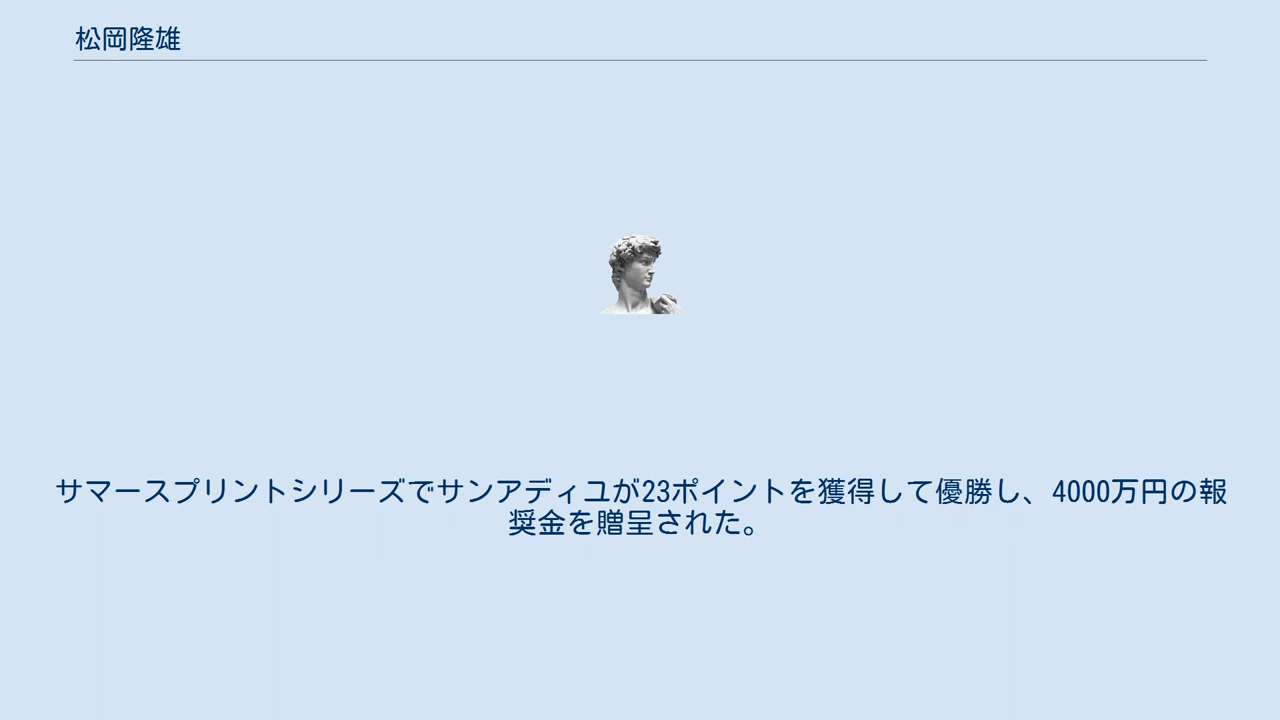 松岡隆雄
サマースプリントシリーズでサンアディユが23ポイントを獲得して優勝し、4000万円の報
奨金を贈呈された。